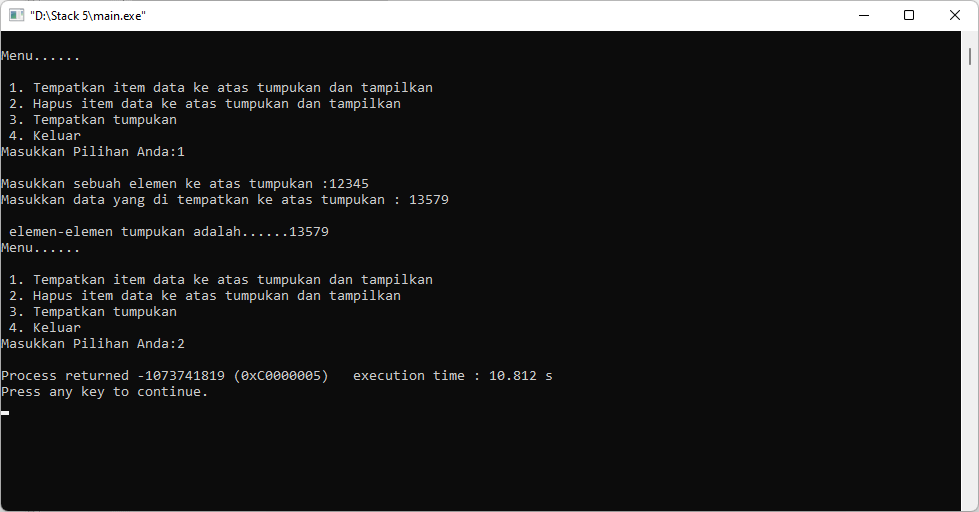 "D:\Stack 5\main.exe"
Menu......
1. Tempatkan item data ke atas tumpukan dan tampilkan
2. Hapus item data ke atas tumpukan dan tampilkan
3. Tempatkan tumpukan
4. Keluar
Masukkan Pilihan Anda:1
Masukkan sebuah elemen ke atas tumpukan :12345
Masukkan data yang di tempatkan ke atas tumpukan : 13579
elemen-elemen tumpukan adalah......13579
Menu......
1. Tempatkan item data ke atas tumpukan dan tampilkan
2. Hapus item data ke atas tumpukan dan tampilkan
3. Tempatkan tumpukan
4. Keluar
Masukkan Pilihan Anda:2
Process returned -1073741819 (0xC0000005)   execution time : 10.812 s
Press any key to continue.